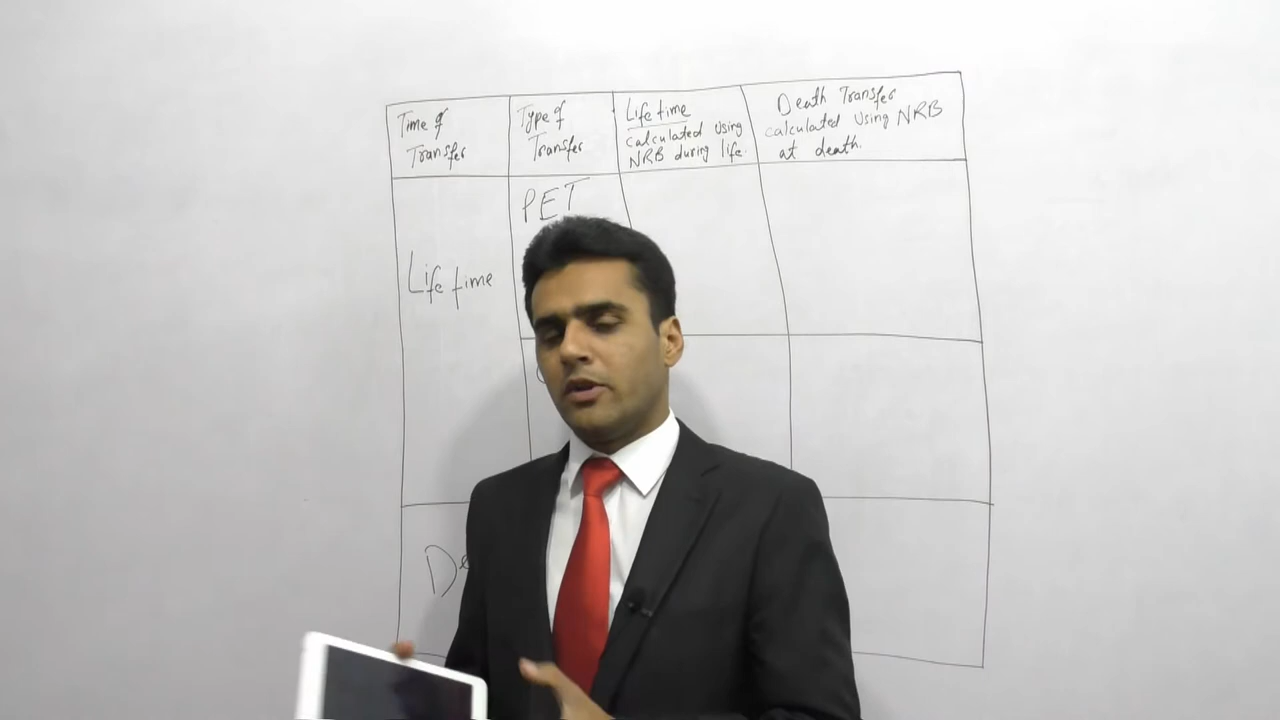 Time of
Transfer
Type of
Transfer
Life time
calculated using
NRB during life.
Death Transfer
calculated using NRB
at death.
PET
Life time